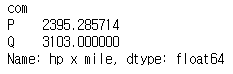 com
P    2395.285714
Q    3103.000000
Name: hp x mile, dtype: float64